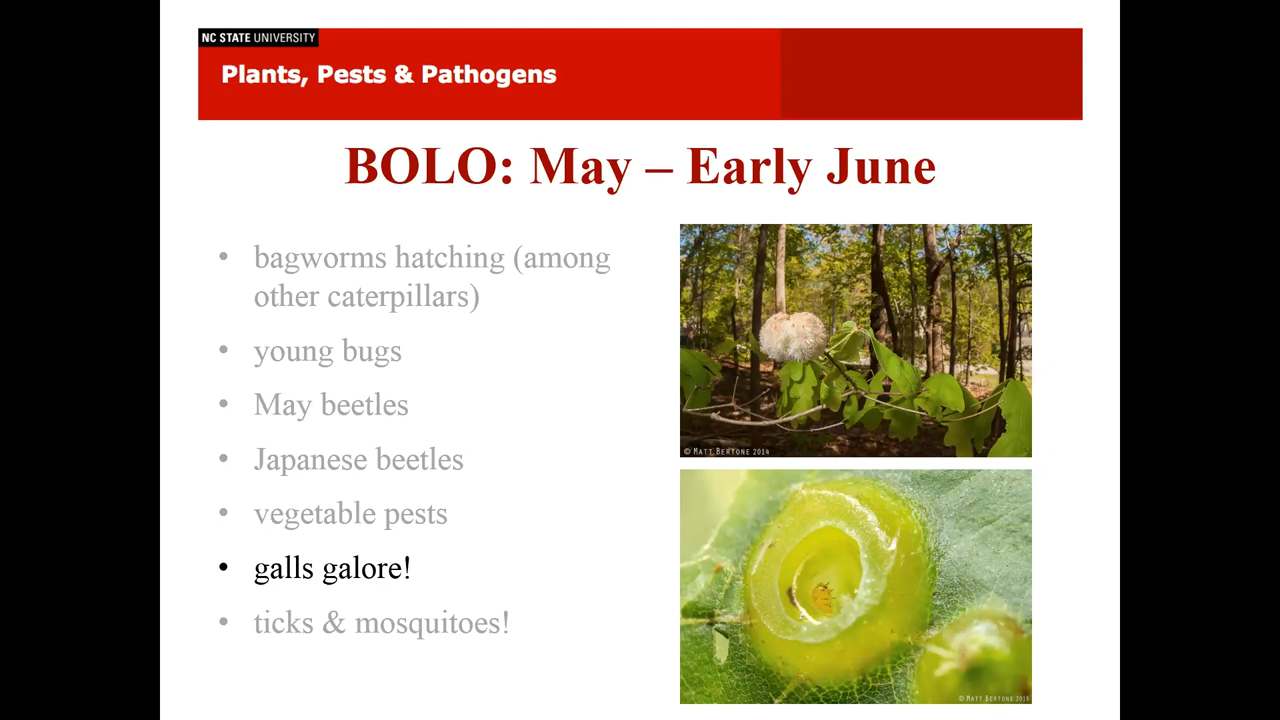 NC STATE UNIVERSITY
Plants, Pests & Pathogens
BOLO: May – Early June
• bagworms hatching (among
other caterpillars)
• young bugs
• May beetles
• Japanese beetles
• vegetable pests
• galls galore!
• ticks & mosquitoes!
© Matt Bertone 2014
© Matt Bertone 2016